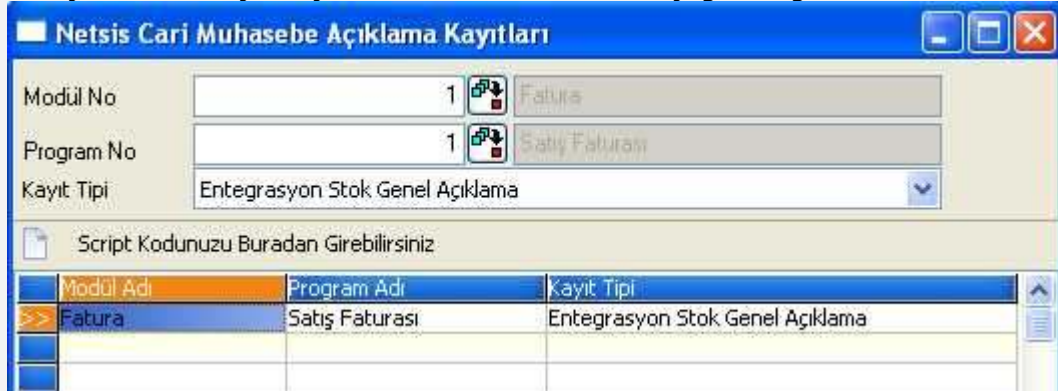 Netsis Cari Muhasebe Açıklama Kayıtları
Modül No 1 Fatura
Program No 1 Satış Faturası
Kayıt Tipi Entegrasyon Stok Genel Açıklama
Script Kodunuzu Buradan Girebilirsiniz
Modül Adı Program Adı Kayıt Tipi
>> Fatura Satış Faturası Entegrasyon Stok Genel Açıklama